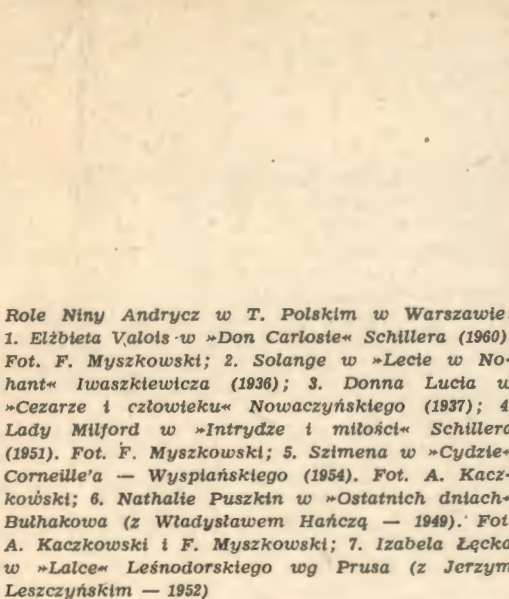 Role Niny Andrycz w T. Polskim w Warszawie:
1. Elżbieta Valois w »Don Carlosie« Schillera (1960)
Fot. F. Myszkowski; 2. Solange w »Lecie w No-
hant« Iwaszkiewicza (1936); 3. Donna Lucia w
»Cezarze i człowieku« Nowaczyńskiego (1937); 4
Lady Milford w »Intrydze i miłości« Schillera
(1951). Fot. F. Myszkowski; 5. Szimena w »Cydzie«
Corneille'a — Wyspiańskiego (1954). Fot. A. Kacz-
kowski; 6. Nathalie Puszkin w »Ostatnich dniach«
Bułhakowa (z Władysławem Hańczą — 1949). Fot
A. Kaczkowski i F. Myszkowski; 7. Izabela Łęcka
w »Lalce« Leśnodorskiego wg Prusa (z Jerzym
Leszczyńskim — 1952)